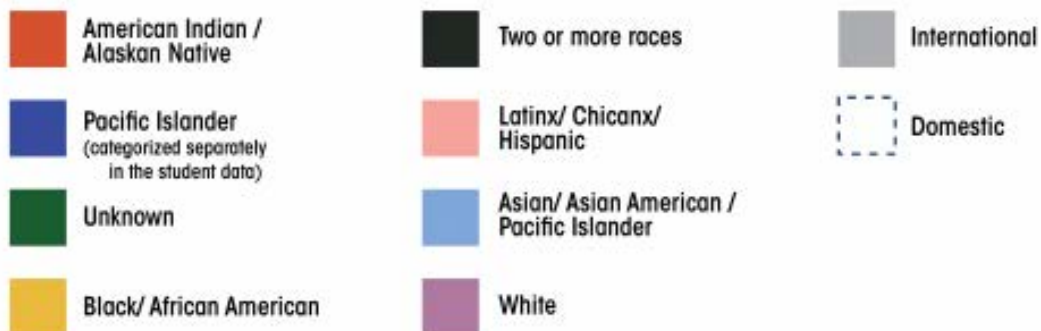 American Indian /
Alaskan Native
Pacific Islander
(categorized separately
in the student data)
Unknown
Black/ African American
Two or more races
Latinx/ Chicanx/
Hispanic
Asian/ Asian American /
Pacific Islander
White
International
Domestic